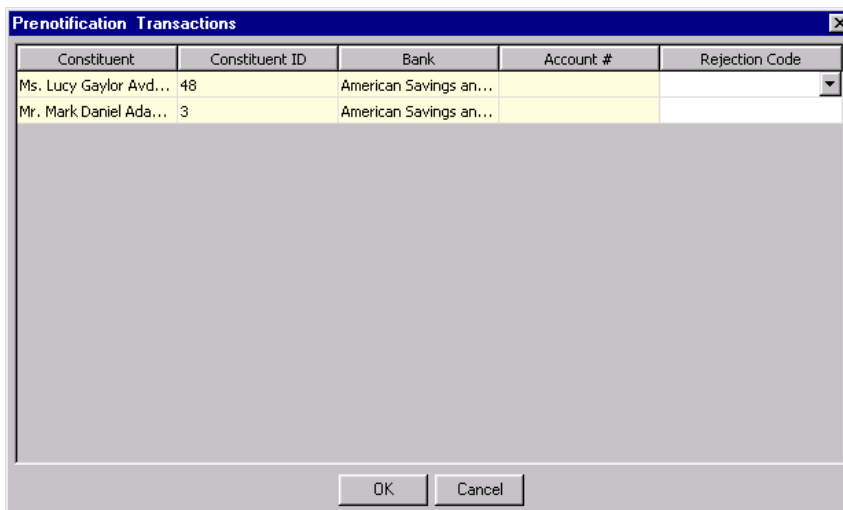 Prenotification Transactions
Constituent Constituent ID Bank Account # Rejection Code
Ms. Lucy Gaylor Avd... 48 American Savings an...
Mr. Mark Daniel Ada... 3 American Savings an...
OK Cancel